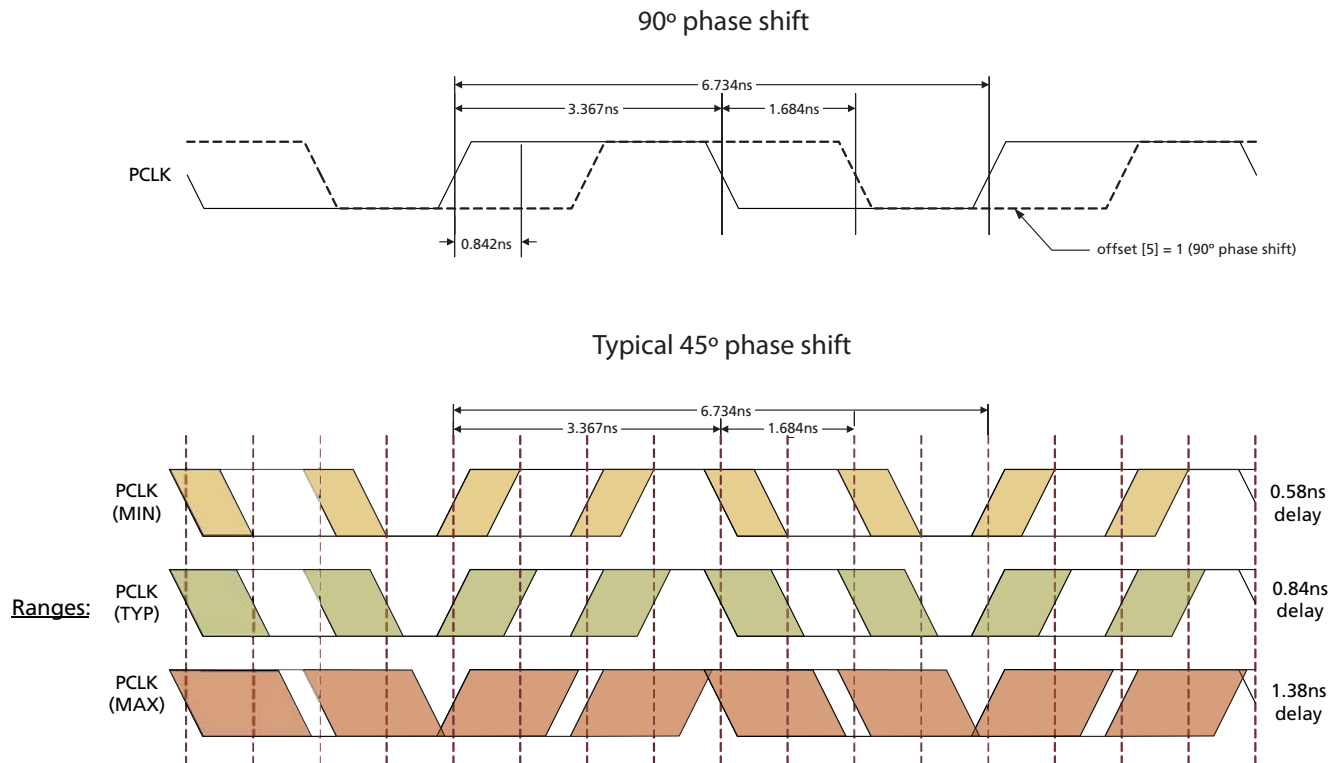 90º phase shift
6.734ns
3.367ns
1.684ns
PCLK
0.842ns
offset [5] = 1 (90º phase shift)
Typical 45º phase shift
6.734ns
3.367ns
1.684ns
PCLK
(MIN)
0.58ns
delay
Ranges:
PCLK
(TYP)
0.84ns
delay
PCLK
(MAX)
1.38ns
delay